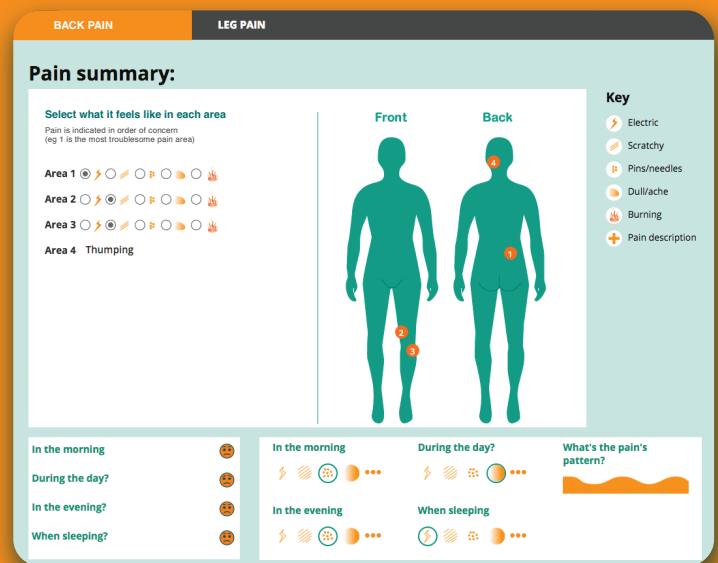 BACK PAIN
LEG PAIN
Pain summary:
Select what it feels like in each area
Pain is indicated in order of concern
(eg 1 is the most troublesome pain area)
Area 1
Area 2
Area 3
Area 4 Thumping
Front
Back
4
1
2
3
Key
Electric
Scratchy
Pins/needles
Dull/ache
Burning
Pain description
In the morning
During the day?
In the evening?
When sleeping?
In the morning
During the day?
What's the pain's
pattern?
In the evening
When sleeping